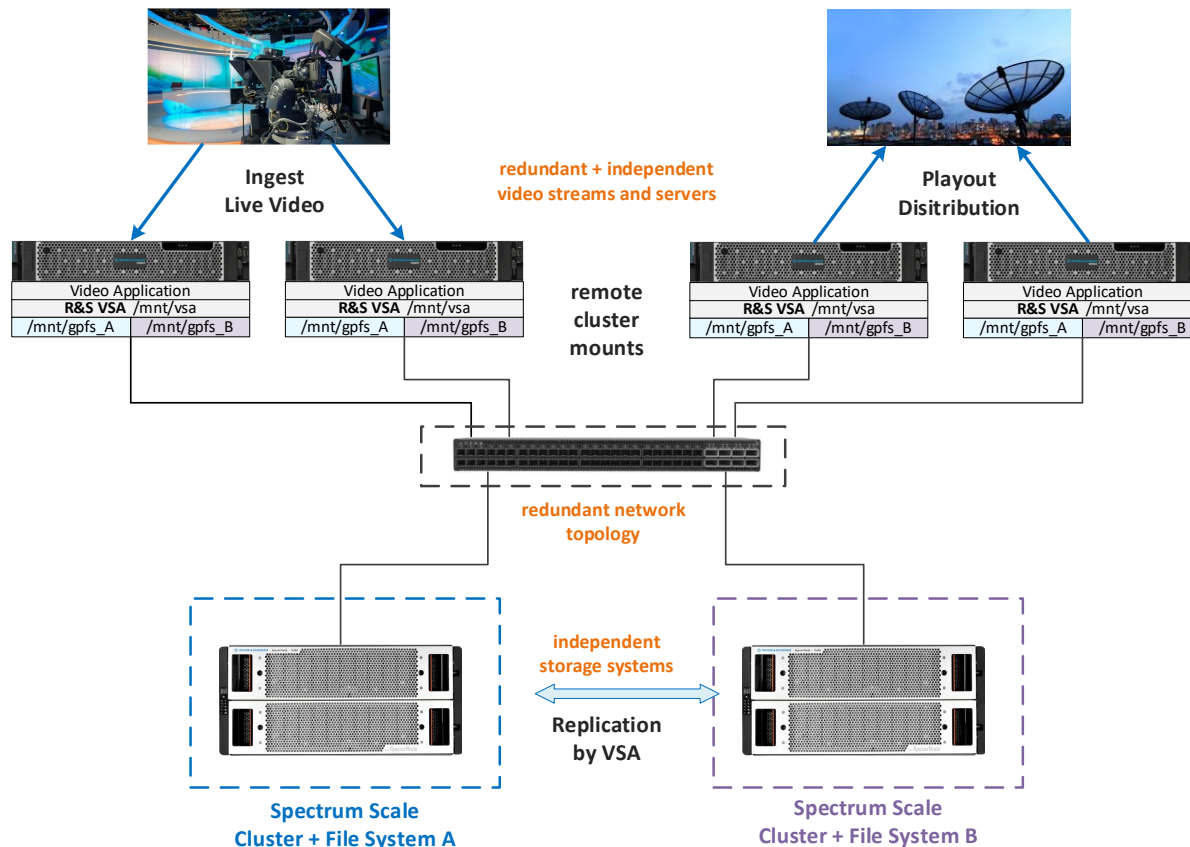 Ingest
Live Video
redundant + independent
video streams and servers
Playout
Disitribution
Video Application
R&S VSA /mnt/vsa
/mnt/gpfs_A /mnt/gpfs_B
Video Application
R&S VSA /mnt/vsa
/mnt/gpfs_A /mnt/gpfs_B
remote
cluster
mounts
Video Application
R&S VSA /mnt/vsa
/mnt/gpfs_A /mnt/gpfs_B
Video Application
R&S VSA /mnt/vsa
/mnt/gpfs_A /mnt/gpfs_B
redundant network
topology
independent
storage systems
Replication
by VSA
Spectrum Scale
Cluster + File System A
Spectrum Scale
Cluster + File System B